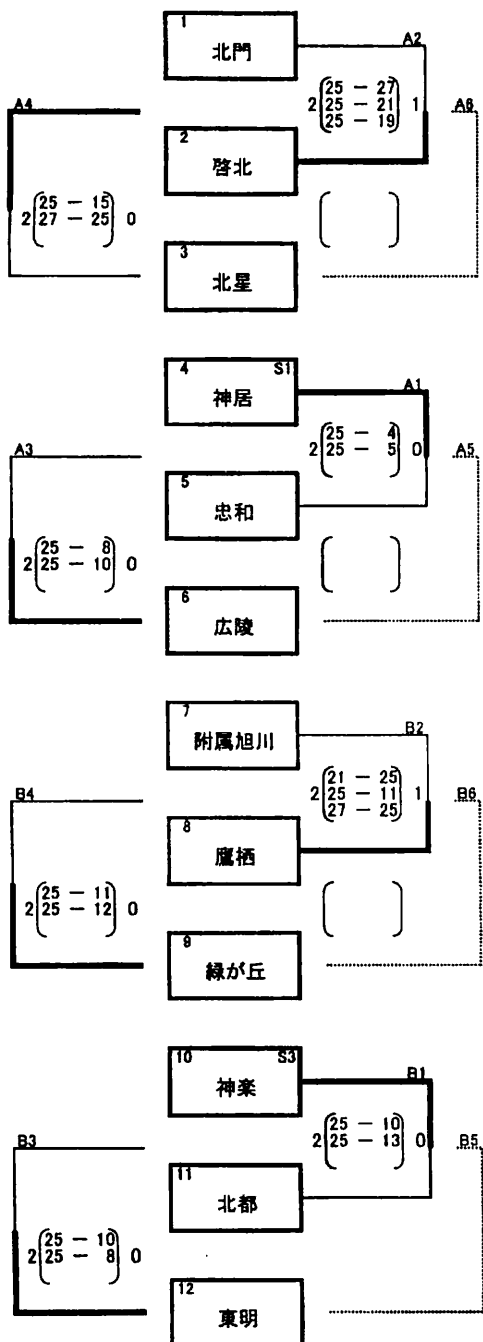 1
北門
A2
A4
25 － 27
2 25 － 21 1
25 － 19
A6
2
啓北
25 － 15
2 27 － 25 0
3
北星
4 S1
神居
A1
25 － 4
2 25 － 5 0
A3
A5
5
忠和
25 － 8
2 25 － 10 0
6
広陵
7
附属旭川
B2
21 － 25
2 25 － 11 1
27 － 25
B4
B6
8
鷹栖
25 － 11
2 25 － 12 0
9
緑が丘
10 S3
神楽
B1
25 － 10
2 25 － 13 0
B3
B5
11
北都
25 － 10
2 25 － 8 0
12
東明